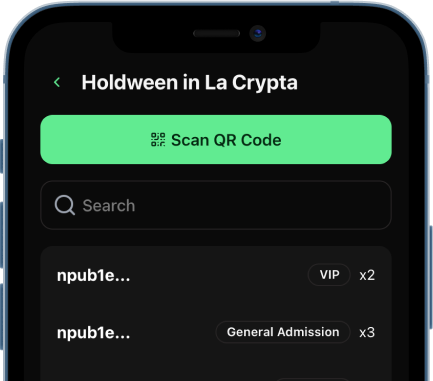 Holdween in La Crypta
Scan QR Code
Search
npub1e... VIP x2
npub1e... General Admission x3